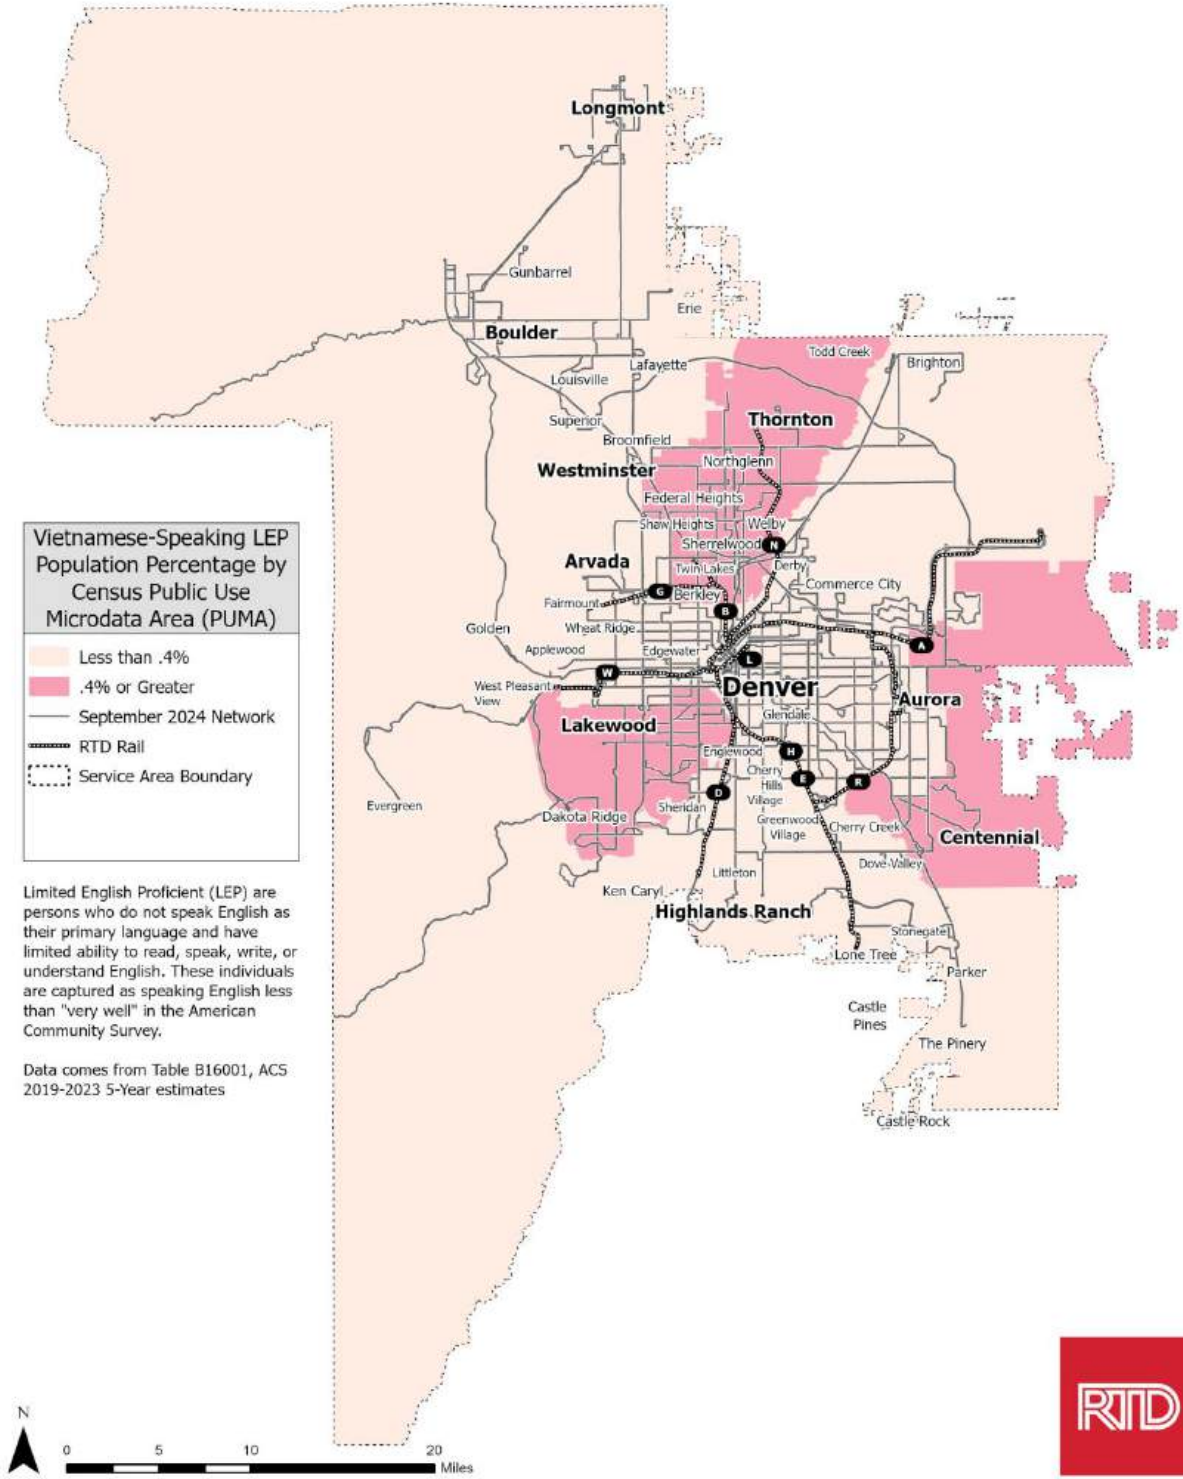 Longmont
Gunbarrel
Erie
Boulder
Lafayette
Todd Creek
Brighton
Louisville
Superior
Thornton
Broomfield
Westminster
Northglenn
Federal Heights
Shaw Heights
Welby
Sherrelwood
N
Arvada
Twin Lakes
Derby
Commerce City
G
Berkley
Fairmount
B
Golden
Wheat Ridge
Applewood
Edgewater
A
L
W
West Pleasant
View
Denver
Aurora
Lakewood
Glendale
Englewood
H
Cherry
Hills
Village
E
R
D
Evergreen
Sheridan
Dakota Ridge
Greenwood
Village
Cherry Creek
Centennial
Dove Valley
Littleton
Ken Caryl
Highlands Ranch
Stonegate
Lone Tree
Parker
Castle
Pines
The Pinery
Castle Rock
Vietnamese-Speaking LEP
Population Percentage by
Census Public Use
Microdata Area (PUMA)
Less than .4%
.4% or Greater
September 2024 Network
RTD Rail
Service Area Boundary
Limited English Proficient (LEP) are
persons who do not speak English as
their primary language and have
limited ability to read, speak, write, or
understand English. These individuals
are captured as speaking English less
than "very well" in the American
Community Survey.
Data comes from Table B16001, ACS
2019-2023 5-Year estimates
N
0 5 10 20
Miles
RTD